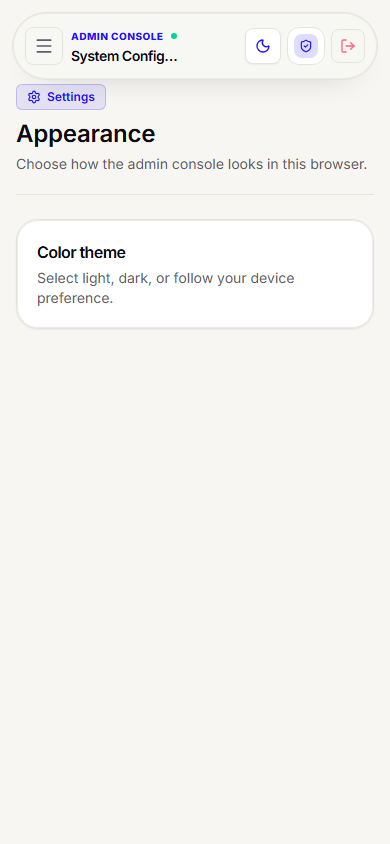 ADMIN CONSOLE
System Config...
Settings
Appearance
Choose how the admin console looks in this browser.
Color theme
Select light, dark, or follow your device
preference.